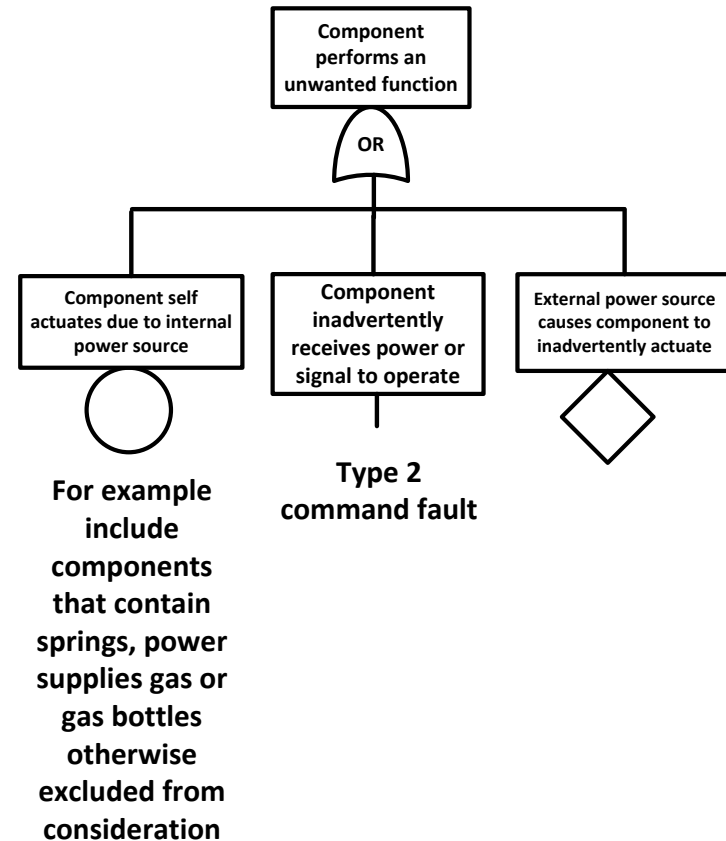 Component
performs an
unwanted function
OR
Component self
actuates due to internal
power source
Component
inadvertently
receives power or
signal to operate
External power source
causes component to
inadvertently actuate
For example
include
components
that contain
springs, power
supplies gas or
gas bottles
otherwise
excluded from
consideration
Type 2
command fault